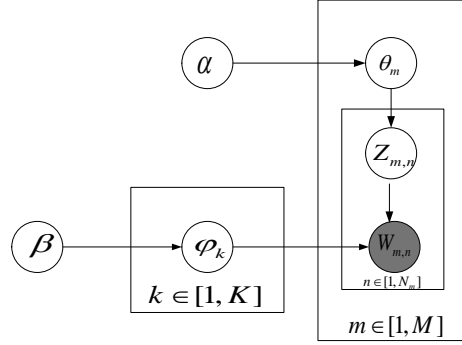 α
θ_m
Z_{m,n}
β
φ_k
W_{m,n}
n ∈ [1, N_m]
k ∈ [1, K]
m ∈ [1, M]